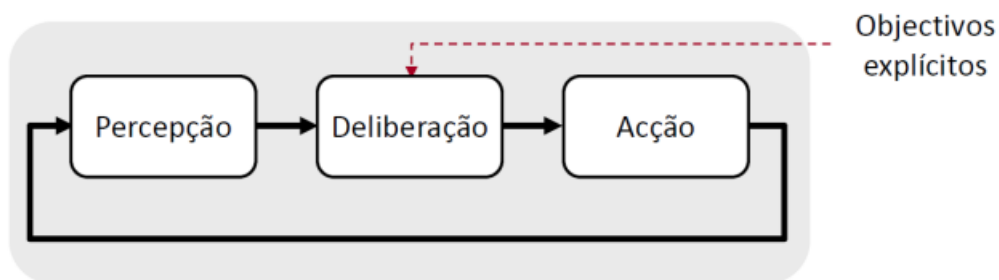 Objectivos
explícitos
Percepção
Deliberação
Acção